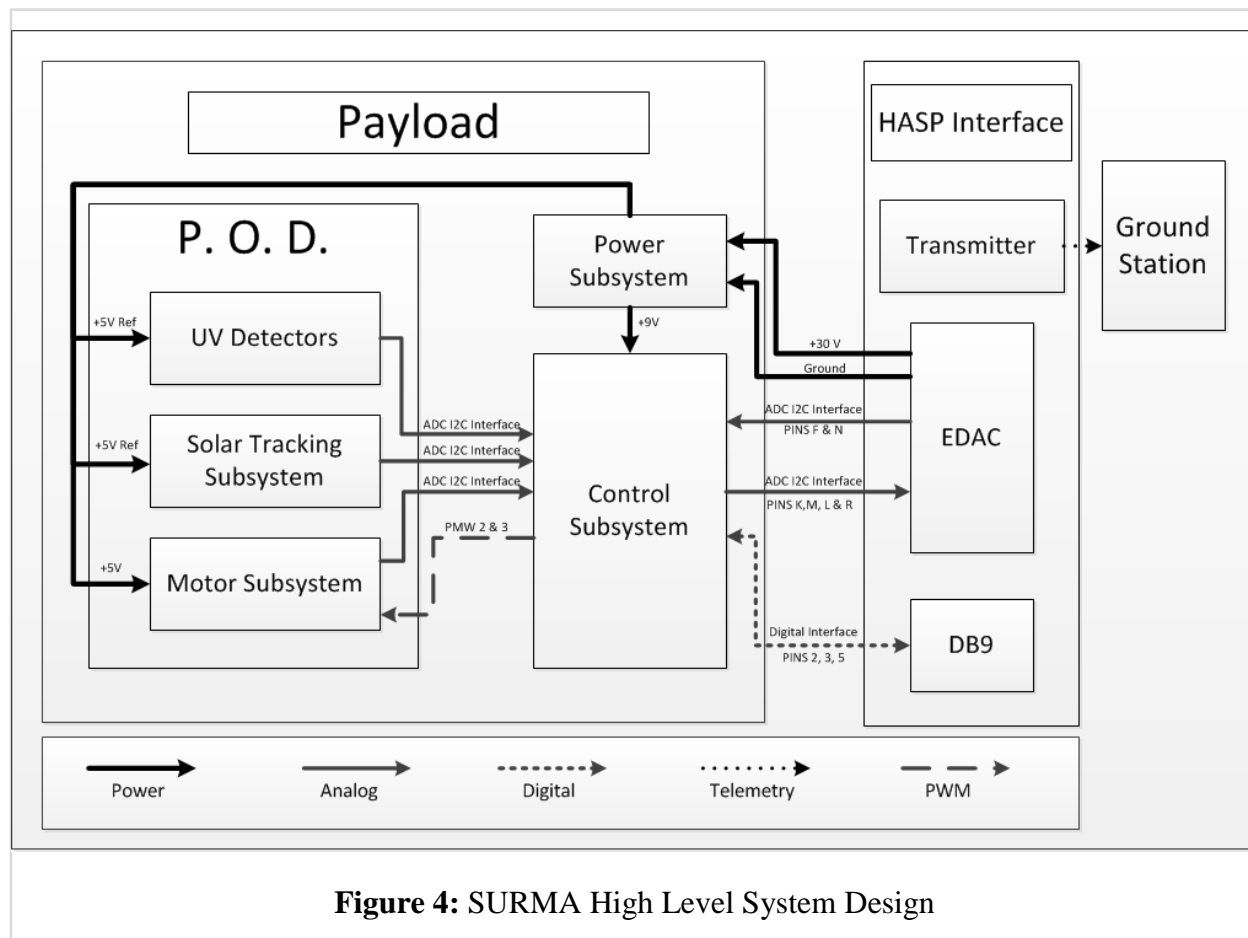 Payload
HASP Interface
P. O. D.
Power
Subsystem
Transmitter
Ground
Station
+5V Ref
UV Detectors
+9V
+30 V
Ground
ADC I2C Interface
ADC I2C Interface
PINS F & N
EDAC
+5V Ref
Solar Tracking
Subsystem
ADC I2C Interface
ADC I2C Interface
Control
Subsystem
ADC I2C Interface
PINS K,M, L & R
PMW 2 & 3
+5V
Motor Subsystem
Digital Interface
PINS 2, 3, 5
DB9
Power
Analog
Digital
Telemetry
PWM
Figure 4: SURMA High Level System Design